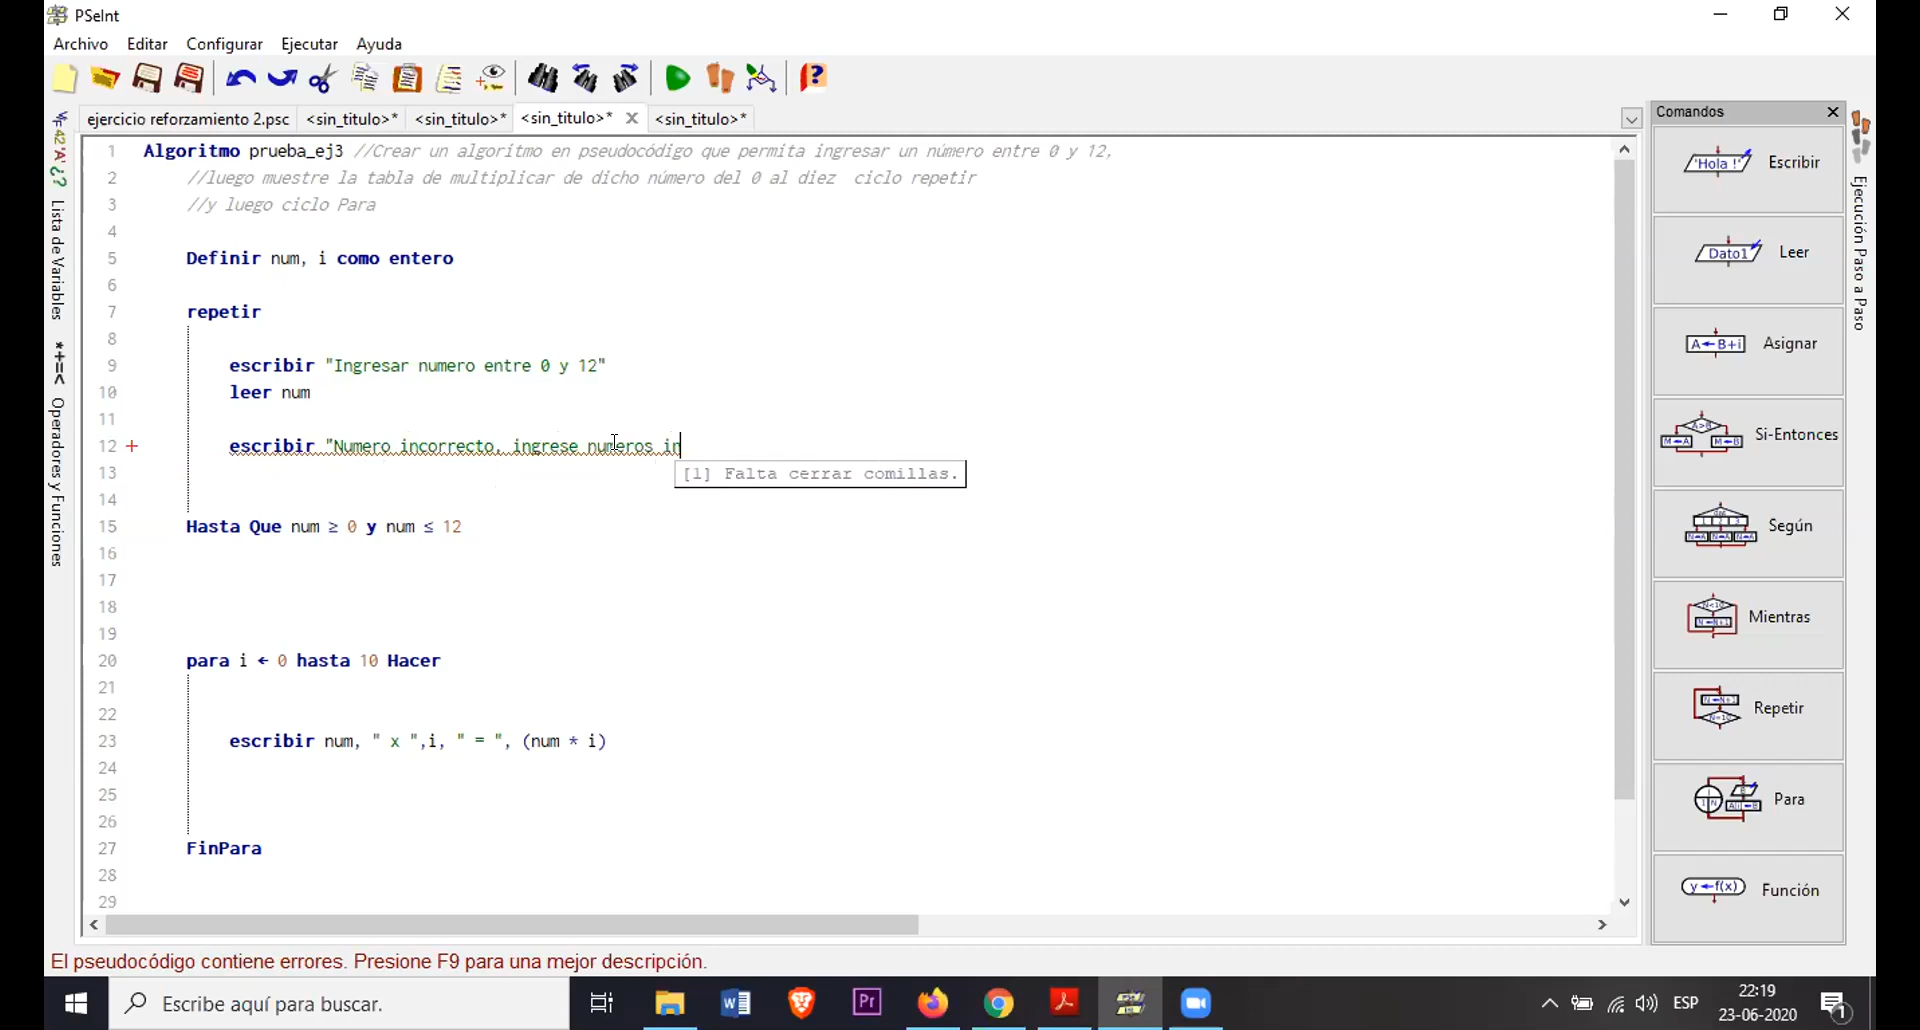 PSeInt
Archivo Editar Configurar Ejecutar Ayuda
ejercicio reforzamiento 2.psc <sin_titulo>* <sin_titulo>* <sin_titulo>* <sin_titulo>*
1 Algoritmo prueba_ej3 //Crear un algoritmo en pseudocódigo que permita ingresar un número entre 0 y 12,
2 //luego muestre la tabla de multiplicar de dicho número del 0 al diez  ciclo repetir
3 //y luego ciclo Para
4
5 Definir num, i como entero
6
7 repetir
8
9 escribir "Ingresar numero entre 0 y 12"
10 leer num
11
12 escribir "Numero incorrecto, ingrese numeros in
[1] Falta cerrar comillas.
13
14
15 Hasta Que num ≥ 0 y num ≤ 12
16
17
18
19
20 para i ← 0 hasta 10 Hacer
21
22
23 escribir num, " x ",i, " = ", (num * i)
24
25
26
27 FinPara
28
29
Lista de Variables
*+=< Operadores y Funciones
Comandos
'Hola !' Escribir
Dato1 Leer
A←B+i Asignar
Si-Entonces
Según
Mientras
Repetir
Para
y←f(x) Función
Ejecución Paso a Paso
El pseudocódigo contiene errores. Presione F9 para una mejor descripción.
Escribe aquí para buscar.
Pr
ESP
22:19
23-06-2020
1